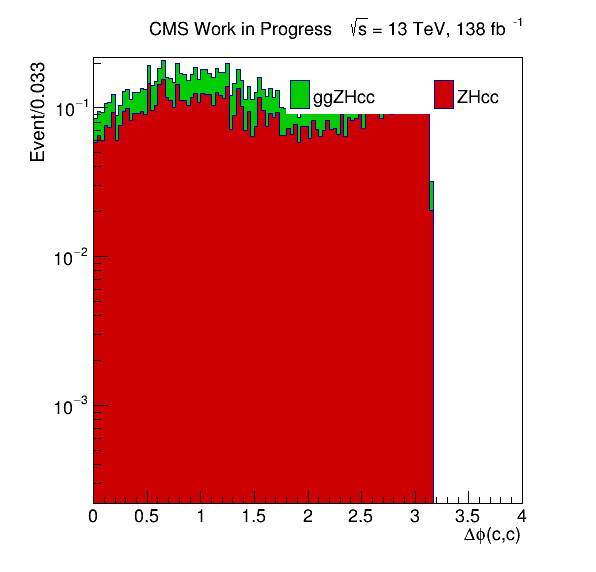 CMS Work in Progress √s = 13 TeV, 138 fb⁻¹
Event/0.033
ggZHcc ZHcc
10⁻¹
10⁻²
10⁻³
0 0.5 1 1.5 2 2.5 3 3.5 4
Δϕ(c,c)